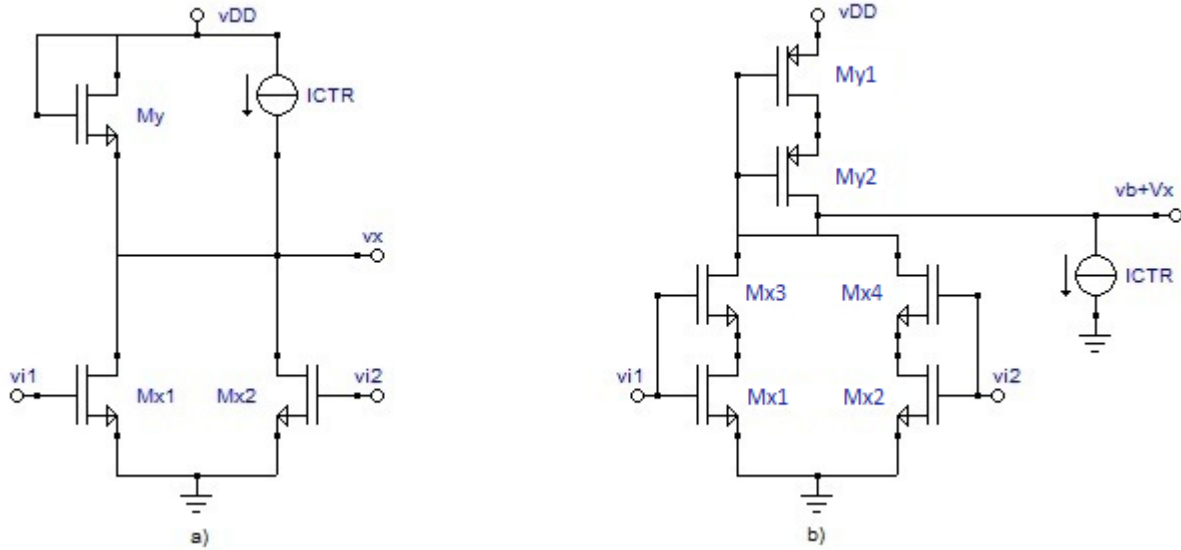 vDD
ICTR
My
vx
vi1
Mx1
Mx2
vi2
a)
vDD
My1
My2
vb+Vx
ICTR
Mx3
Mx4
vi1
Mx1
Mx2
vi2
b)